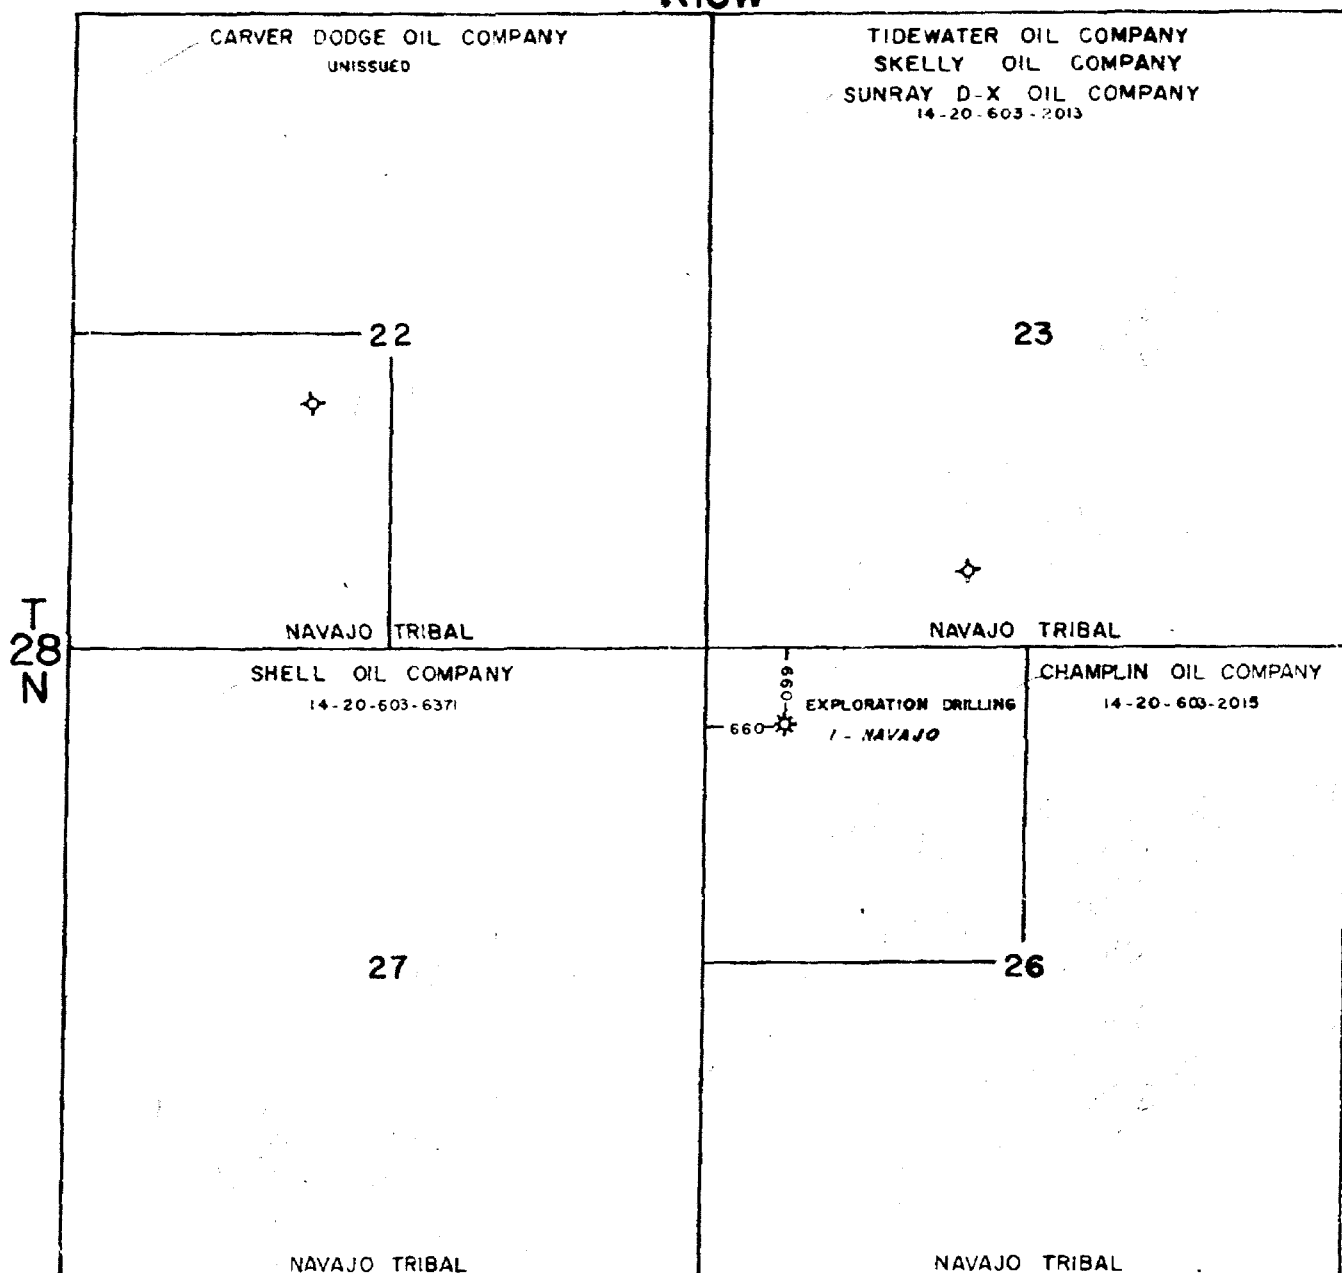 CARVER DODGE OIL COMPANY
UNISSUED
TIDEWATER OIL COMPANY
SKELLY OIL COMPANY
SUNRAY D-X OIL COMPANY
14-20-603-2013
22
23
NAVAJO TRIBAL
NAVAJO TRIBAL
T
28
N
SHELL OIL COMPANY
14-20-603-6371
660
EXPLORATION DRILLING
1 - NAVAJO
660
CHAMPLIN OIL COMPANY
14-20-603-2015
27
26
NAVAJO TRIBAL
NAVAJO TRIBAL